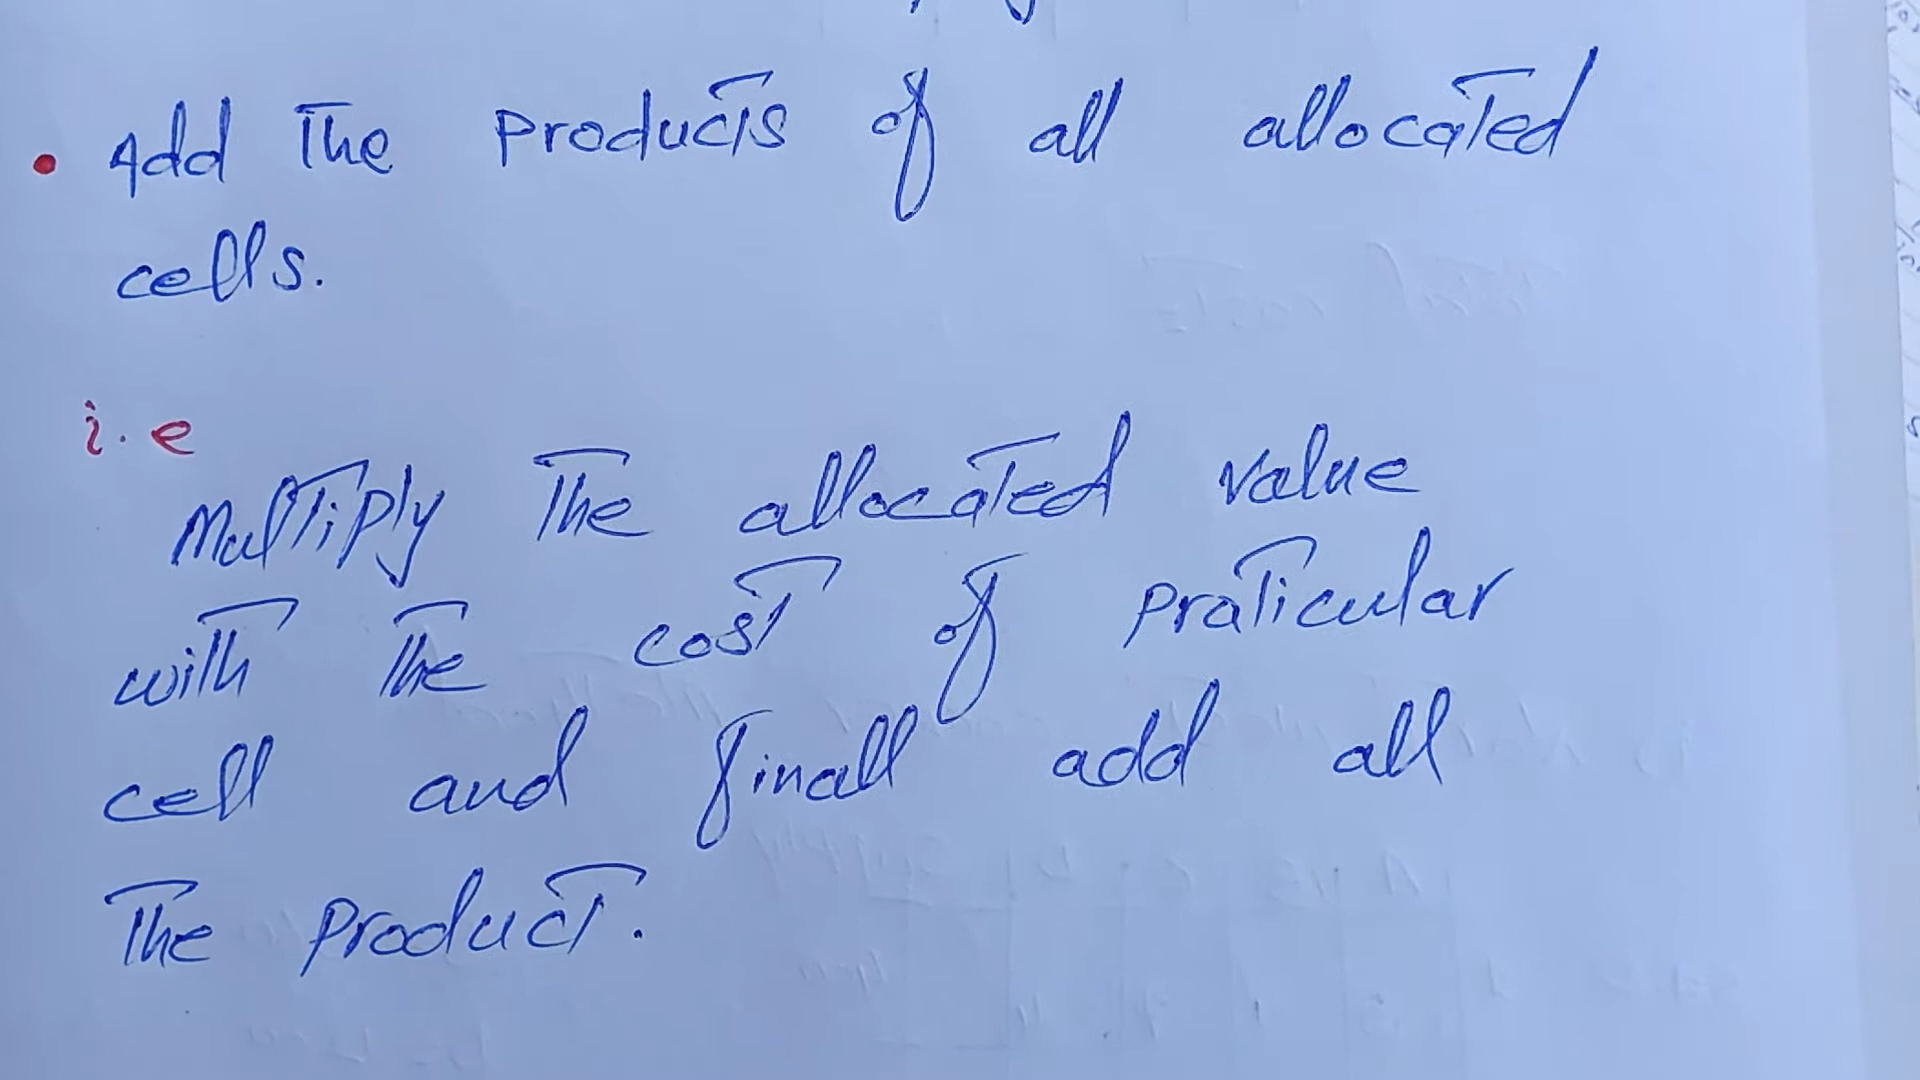 • Add The Products of all allocated
cells.
i.e
Multiply The allocated value
with The cost of praticular
cell and finall add all
The Product.